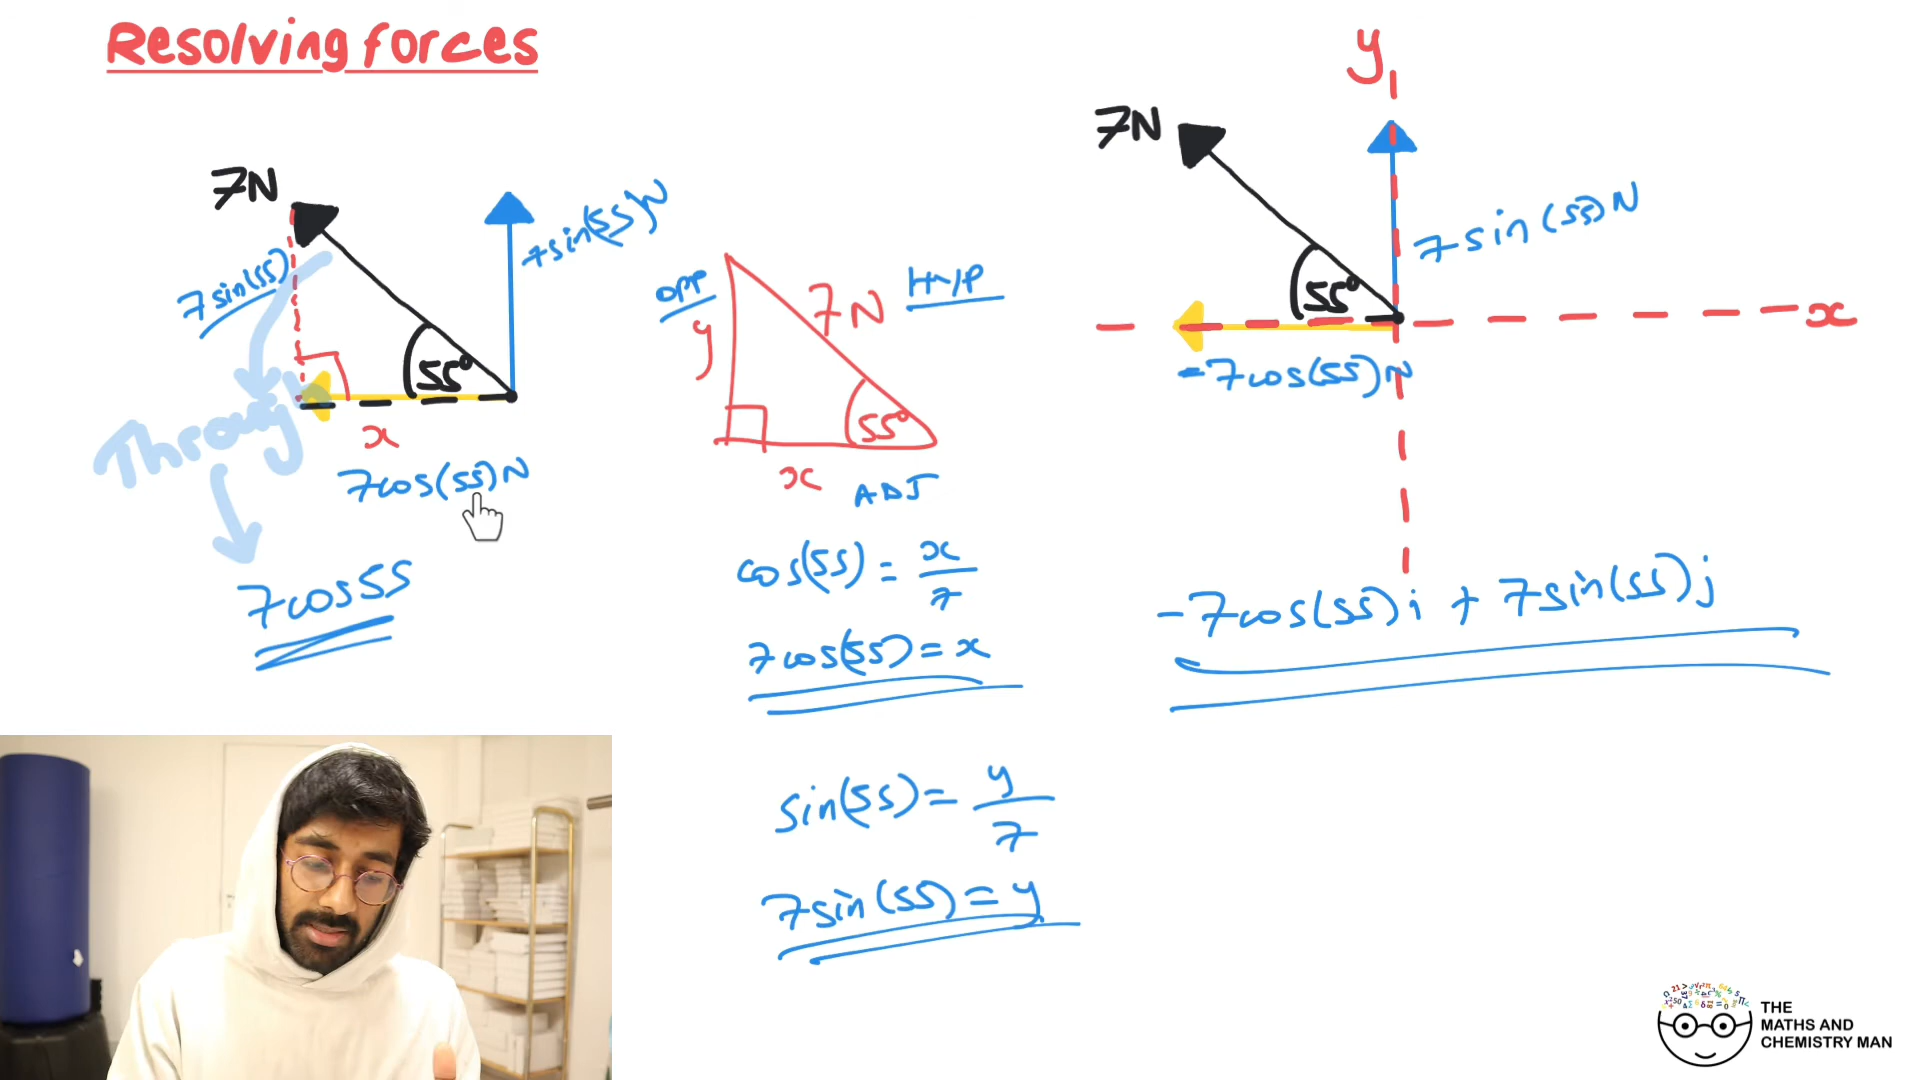 Resolving forces
7N
7sin(55)
7sin(55)N
55°
x
7cos(55)N
Through
7cos55
OPP
y
7N
HYP
55°
x
ADJ
cos(55) = x/7
7cos(55) = x
sin(55) = y/7
7sin(55) = y
y
7N
7sin(55)N
55°
x
-7cos(55)N
-7cos(55)i + 7sin(55)j
THE
MATHS AND
CHEMISTRY MAN